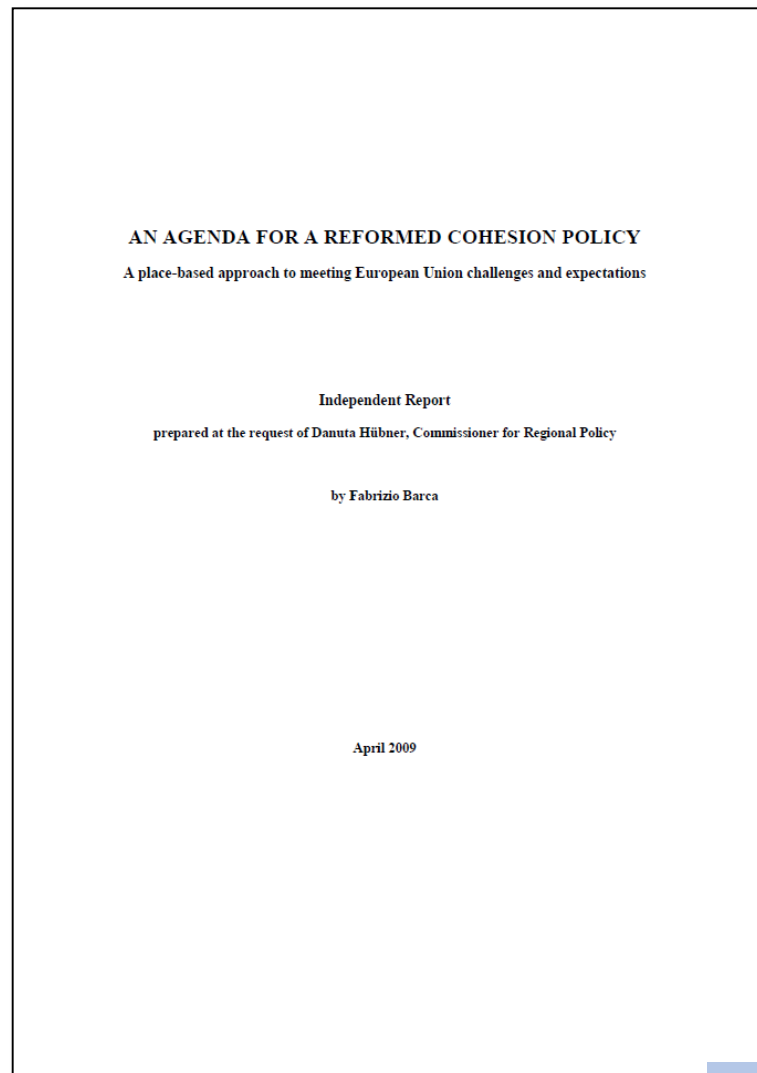 AN AGENDA FOR A REFORMED COHESION POLICY
A place-based approach to meeting European Union challenges and expectations
Independent Report
prepared at the request of Danuta Hübner, Commissioner for Regional Policy
by Fabrizio Barca
April 2009